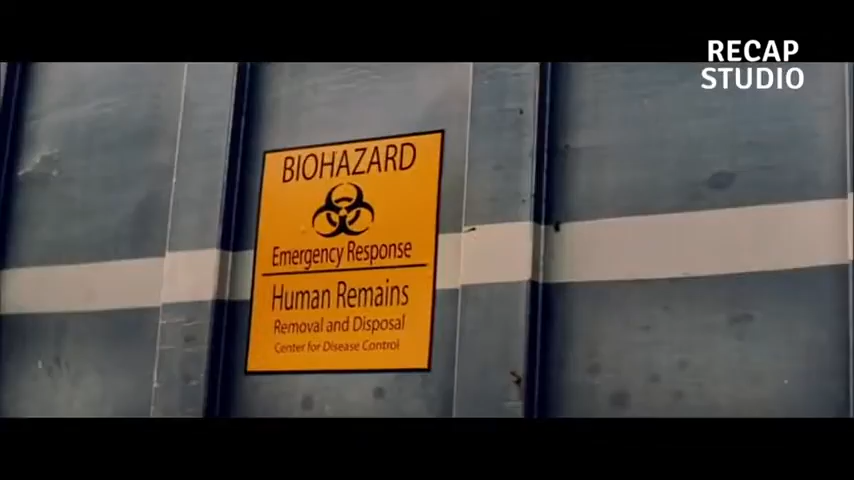 RECAP
STUDIO
BIOHAZARD
Emergency Response
Human Remains
Removal and Disposal
Center for Disease Control